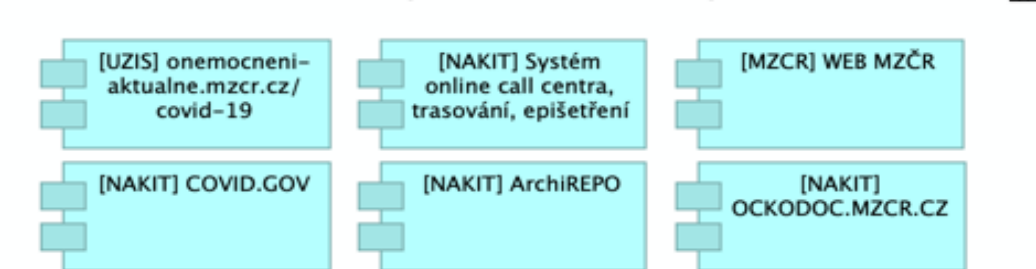 [UZIS] onemocneni-
aktualne.mzcr.cz/
covid-19
[NAKIT] Systém
online call centra,
trasování, epišetření
[MZCR] WEB MZČR
[NAKIT] COVID.GOV
[NAKIT] ArchiREPO
[NAKIT]
OCKODOC.MZCR.CZ